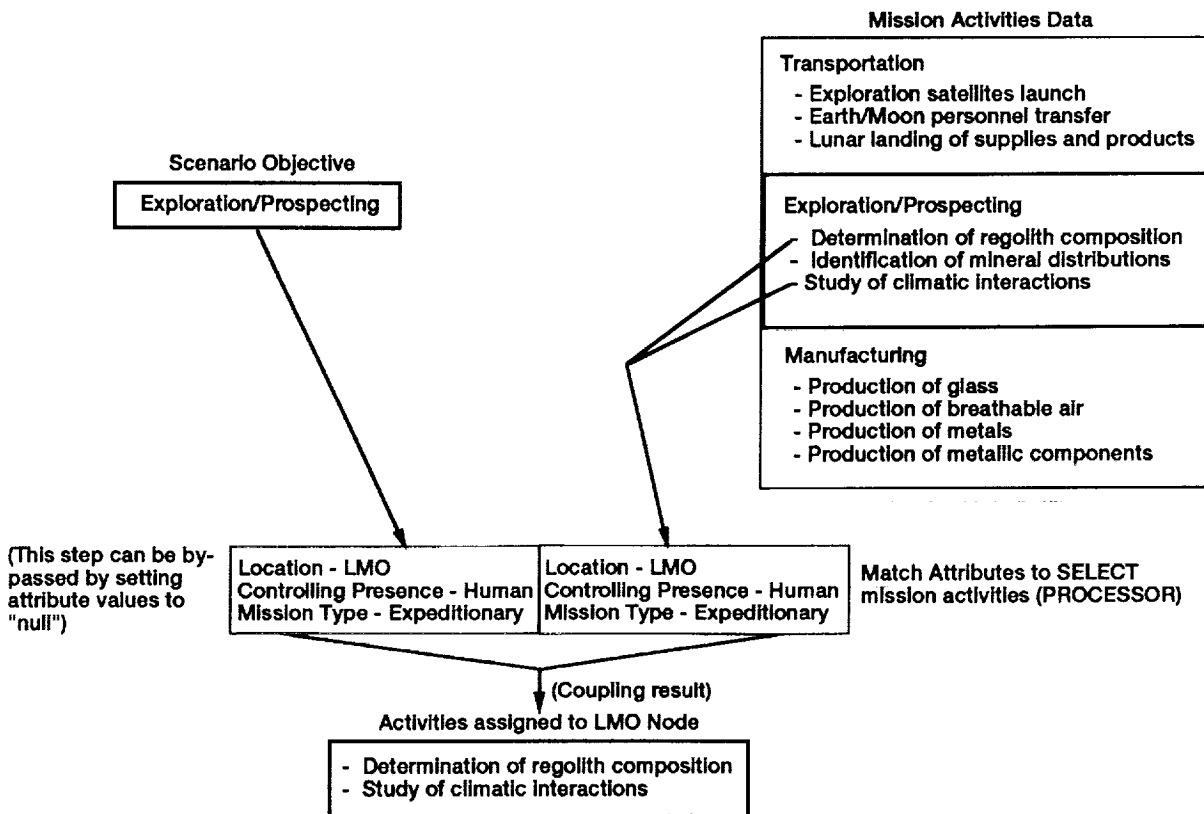 Mission Activities Data
Transportation
- Exploration satellites launch
- Earth/Moon personnel transfer
- Lunar landing of supplies and products
Scenario Objective
Exploration/Prospecting
Exploration/Prospecting
- Determination of regolith composition
- Identification of mineral distributions
- Study of climatic interactions
Manufacturing
- Production of glass
- Production of breathable air
- Production of metals
- Production of metallic components
(This step can be by-
passed by setting
attribute values to
"null")
Location - LMO
Controlling Presence - Human
Mission Type - Expeditionary
Location - LMO
Controlling Presence - Human
Mission Type - Expeditionary
Match Attributes to SELECT
mission activities (PROCESSOR)
(Coupling result)
Activities assigned to LMO Node
- Determination of regolith composition
- Study of climatic interactions